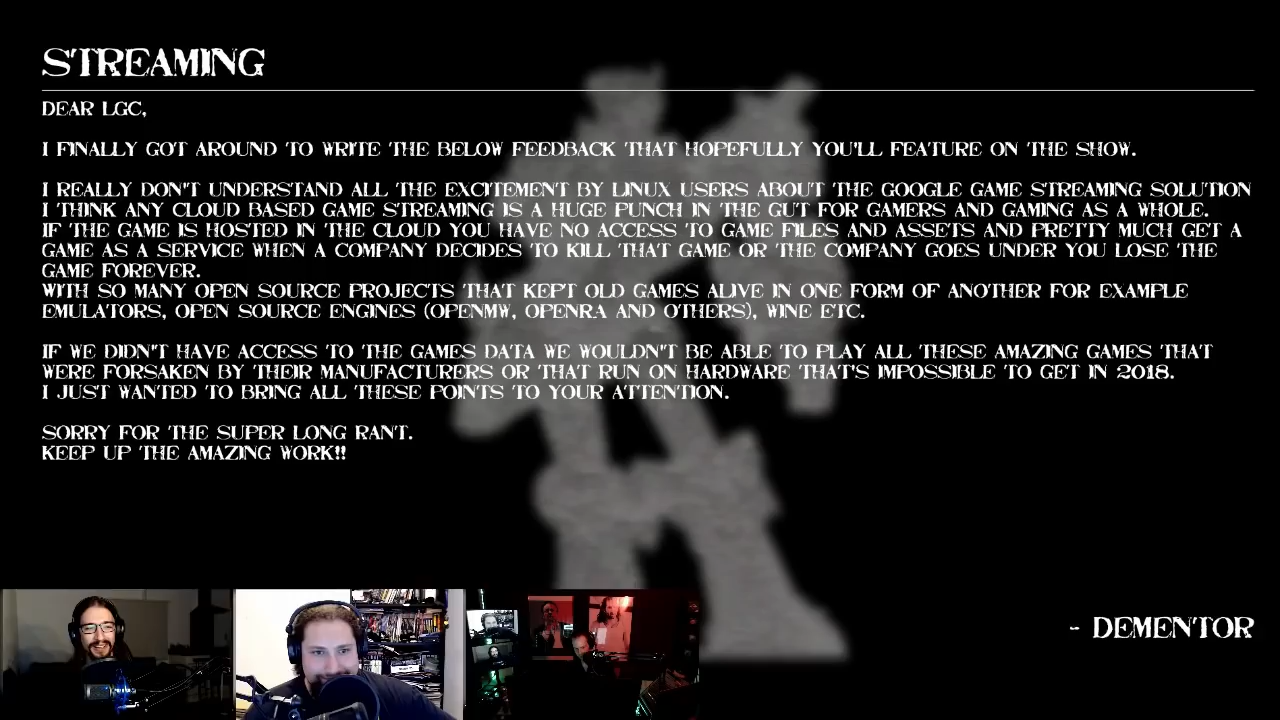 STREAMING
DEAR LGC,
I FINALLY GOT AROUND TO WRITE THE BELOW FEEDBACK THAT HOPEFULLY YOU'LL FEATURE ON THE SHOW.
I REALLY DON'T UNDERSTAND ALL THE EXCITEMENT BY LINUX USERS ABOUT THE GOOGLE GAME STREAMING SOLUTION
I THINK ANY CLOUD BASED GAME STREAMING IS A HUGE PUNCH IN THE GUT FOR GAMERS AND GAMING AS A WHOLE.
IF THE GAME IS HOSTED IN THE CLOUD YOU HAVE NO ACCESS TO GAME FILES AND ASSETS AND PRETTY MUCH GET A
GAME AS A SERVICE WHEN A COMPANY DECIDES TO KILL THAT GAME OR THE COMPANY GOES UNDER YOU LOSE THE
GAME FOREVER.
WITH SO MANY OPEN SOURCE PROJECTS THAT KEPT OLD GAMES ALIVE IN ONE FORM OF ANOTHER FOR EXAMPLE
EMULATORS, OPEN SOURCE ENGINES (OPENMW, OPENRA AND OTHERS), WINE ETC.
IF WE DIDN'T HAVE ACCESS TO THE GAMES DATA WE WOULDN'T BE ABLE TO PLAY ALL THESE AMAZING GAMES THAT
WERE FORSAKEN BY THEIR MANUFACTURERS OR THAT RUN ON HARDWARE THAT'S IMPOSSIBLE TO GET IN 2018.
I JUST WANTED TO BRING ALL THESE POINTS TO YOUR ATTENTION.
SORRY FOR THE SUPER LONG RANT.
KEEP UP THE AMAZING WORK!!
- DEMENTOR